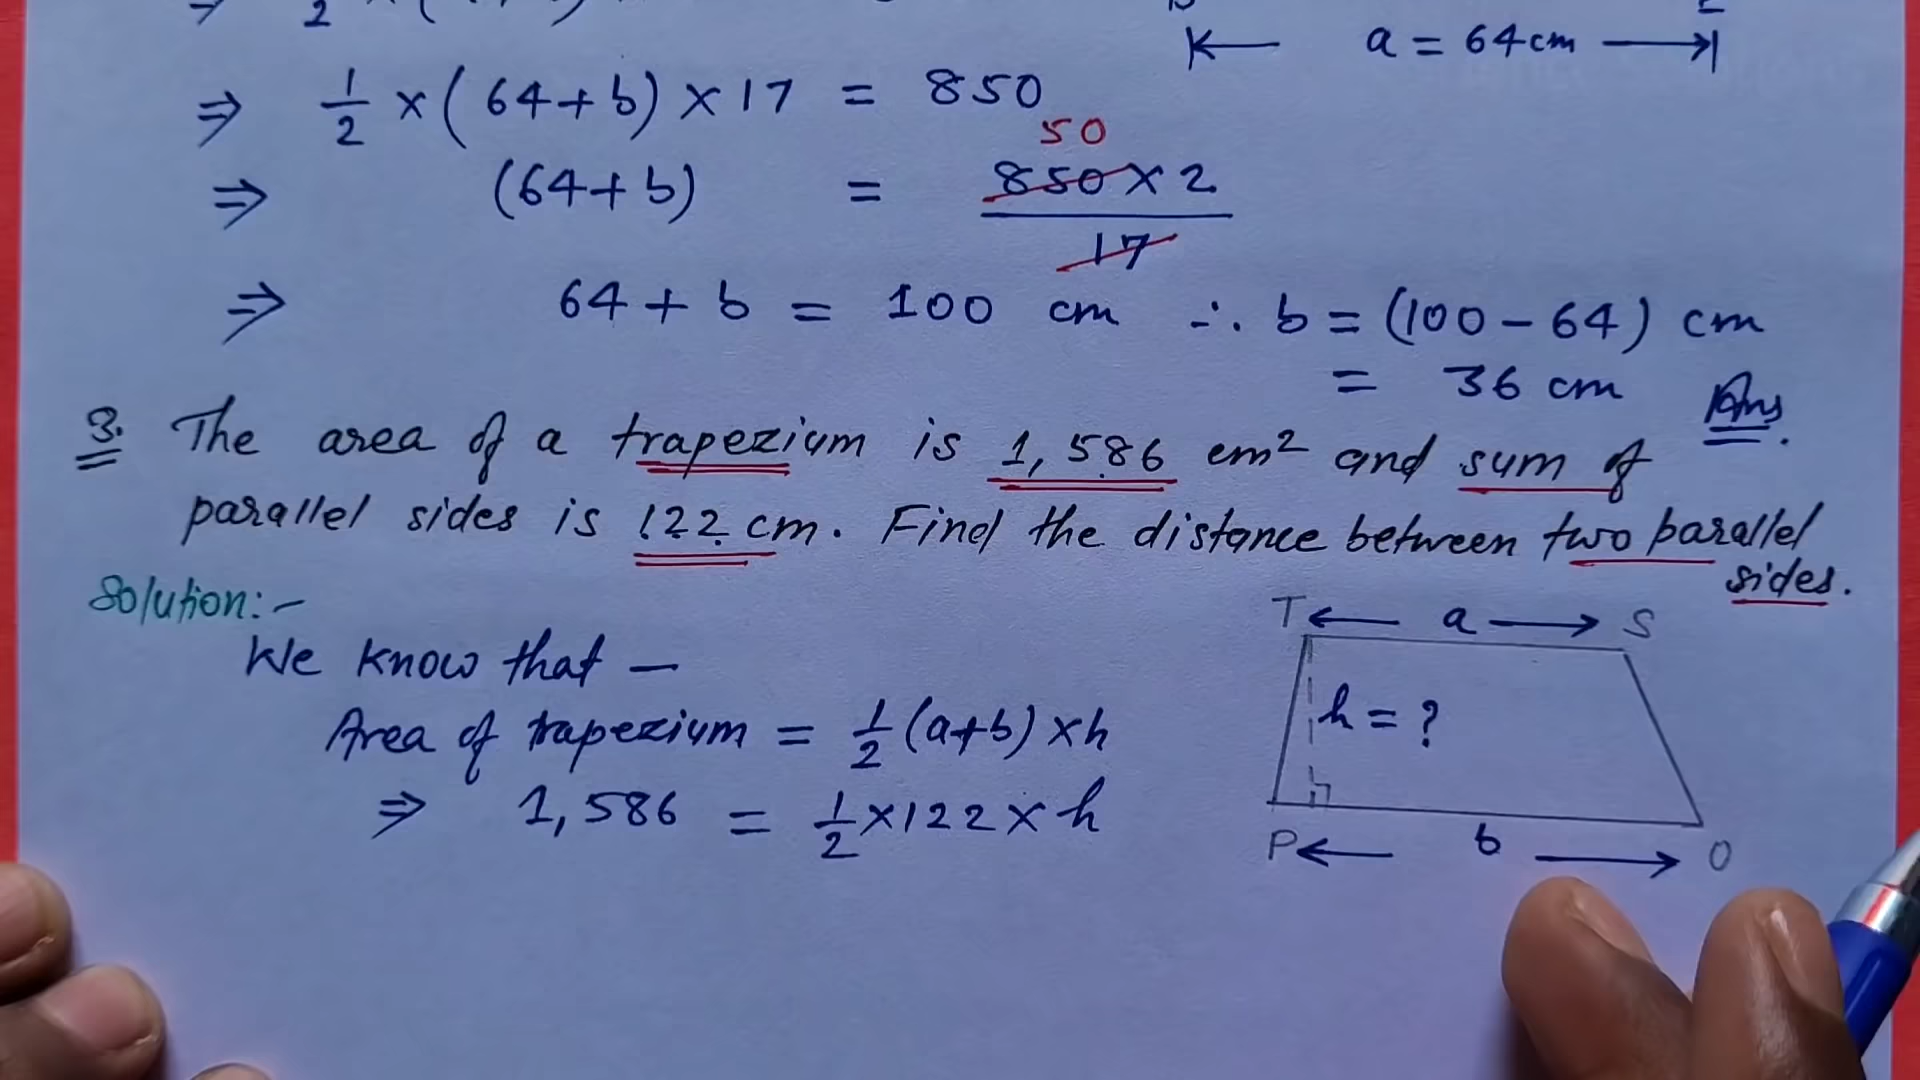 a = 64cm
⇒ 1/2 × (64+b) × 17 = 850
50
⇒ (64+b) = 850×2/17
⇒ 64 + b = 100 cm ∴ b = (100-64) cm
= 36 cm Ans.
3. The area of a trapezium is 1,586 cm² and sum of
parallel sides is 122 cm. Find the distance between two parallel
sides.
Solution:-
T ← a → S
We know that —
h = ?
Area of trapezium = 1/2 (a+b) × h
⇒ 1,586 = 1/2 × 122 × h
P ← b → O